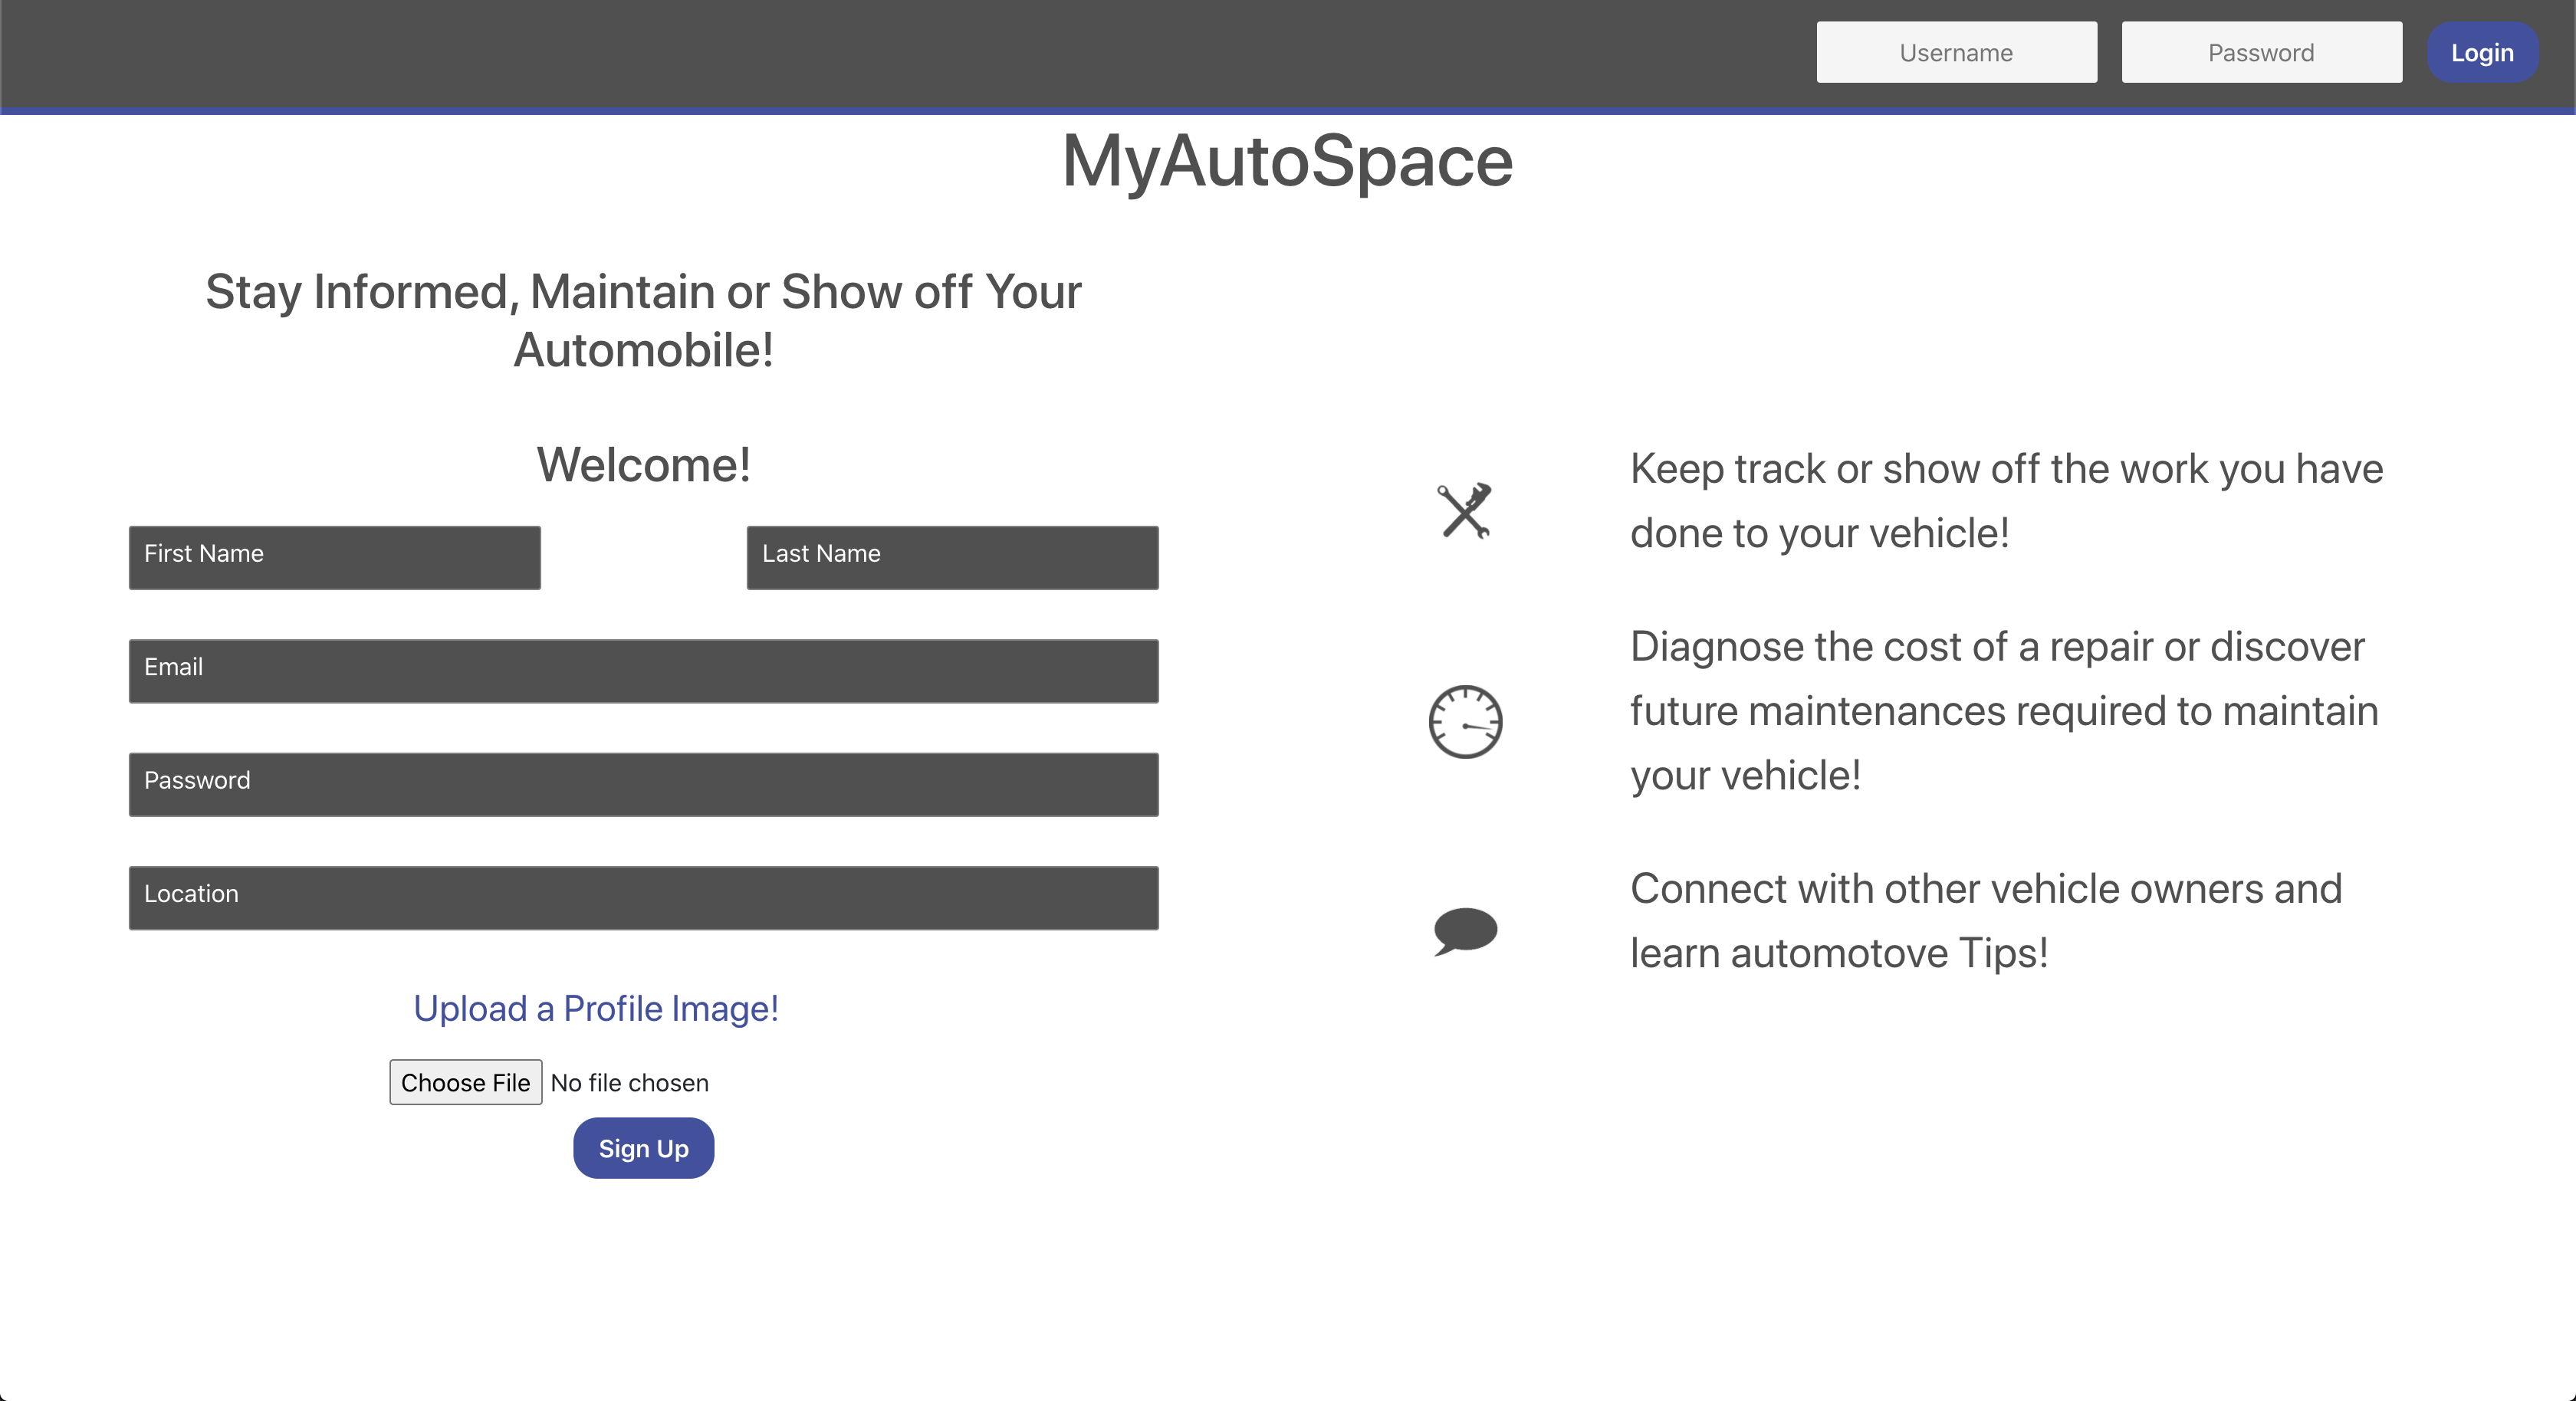 Username
Password
Login
MyAutoSpace
Stay Informed, Maintain or Show off Your
Automobile!
Welcome!
First Name
Last Name
Email
Password
Location
Upload a Profile Image!
Choose File No file chosen
Sign Up
Keep track or show off the work you have
done to your vehicle!
Diagnose the cost of a repair or discover
future maintenances required to maintain
your vehicle!
Connect with other vehicle owners and
learn automotove Tips!